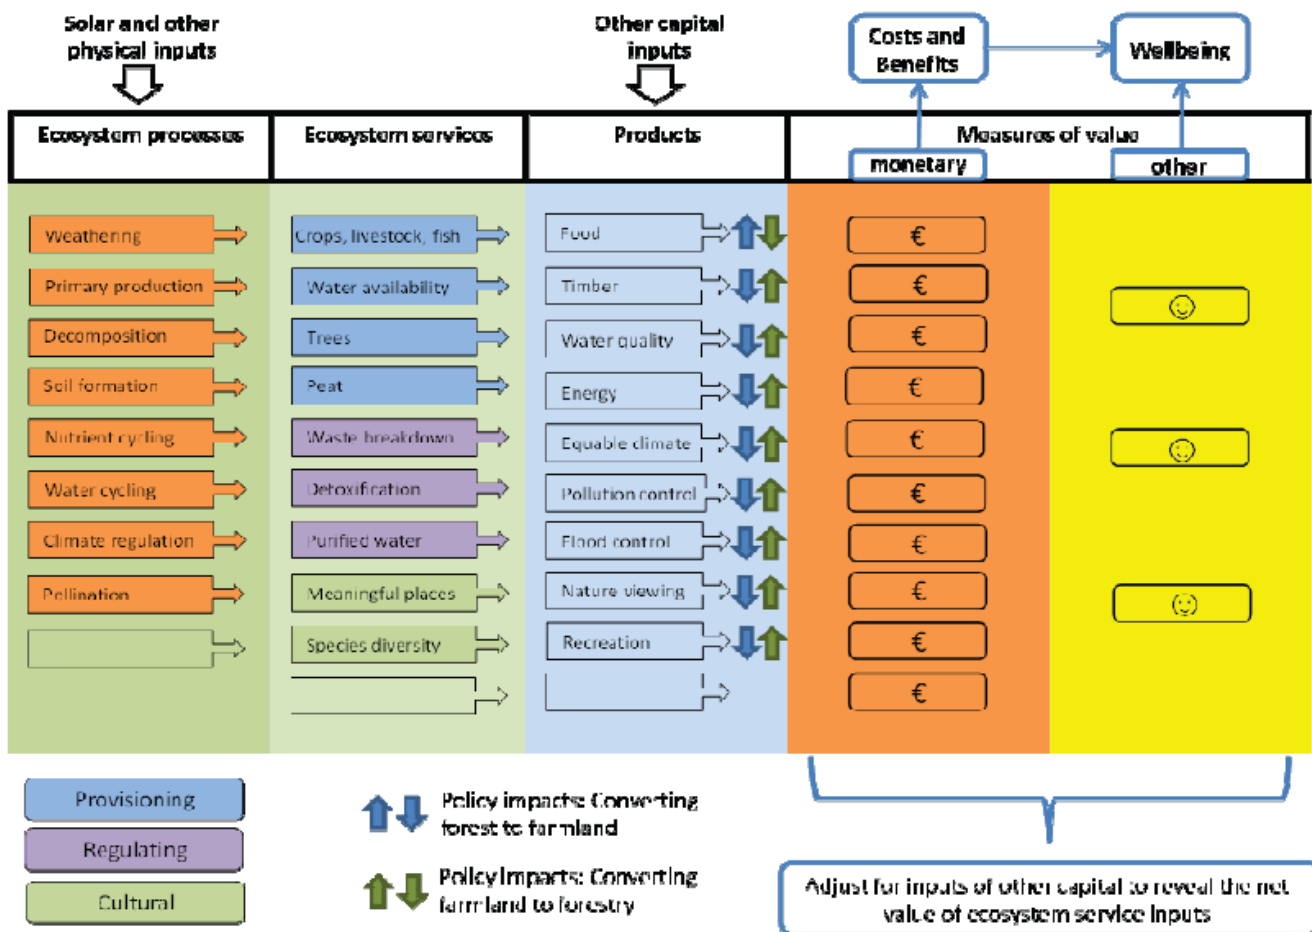 Solar and other
physical inputs
Other capital
inputs
Costs and
Benefits
Wellbeing
Ecosystem processes
Ecosystem services
Products
Measures of value
monetary
other
Weathering
Crops, livestock, fish
Food
€
Primary production
Water availability
Timber
€
Decomposition
Trees
Water quality
€
Soil formation
Peat
Energy
€
Nutrient cycling
Waste breakdown
Equable climate
€
Water cycling
Detoxification
Pollution control
€
Climate regulation
Purified water
Flood control
€
Pollination
Meaningful places
Nature viewing
€
Species diversity
Recreation
€
€
Provisioning
Regulating
Cultural
Policy impacts: Converting
forest to farmland
Policy Impacts: Converting
farmland to forestry
Adjust for inputs of other capital to reveal the net
value of ecosystem service inputs